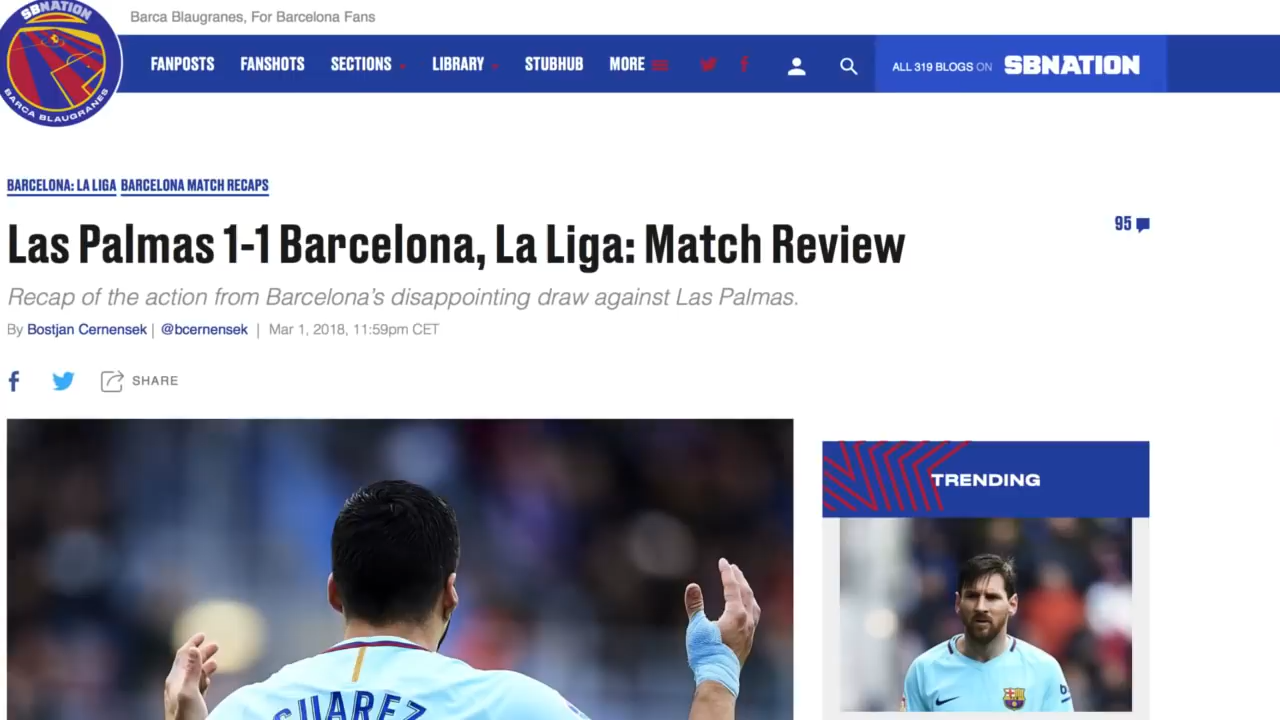 SBNATION
BARCA BLAUGRANES
Barca Blaugranes, For Barcelona Fans
FANPOSTS FANSHOTS SECTIONS LIBRARY STUBHUB MORE
ALL 319 BLOGS ON SBNATION
BARCELONA: LA LIGA BARCELONA MATCH RECAPS
Las Palmas 1-1 Barcelona, La Liga: Match Review
95
Recap of the action from Barcelona's disappointing draw against Las Palmas.
By Bostjan Cernensek | @bcernensek | Mar 1, 2018, 11:59pm CET
SHARE
TRENDING
SUAREZ